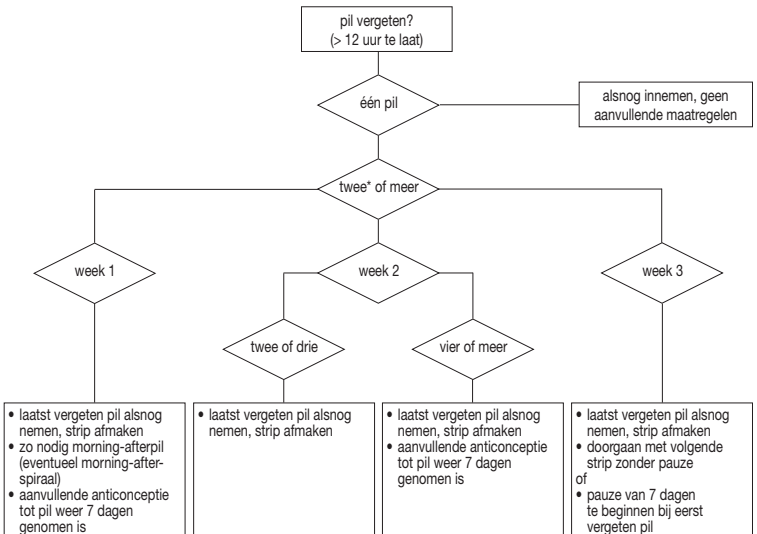 pil vergeten?
(> 12 uur te laat)
één pil
alsnog innemen, geen
aanvullende maatregelen
twee* of meer
week 1
week 2
week 3
twee of drie
vier of meer
• laatst vergeten pil alsnog
nemen, strip afmaken
• zo nodig morning-afterpil
(eventueel morning-after-
spiraal)
• aanvullende anticonceptie
tot pil weer 7 dagen
genomen is
• laatst vergeten pil alsnog
nemen, strip afmaken
• laatst vergeten pil alsnog
nemen, strip afmaken
• aanvullende anticonceptie
tot pil weer 7 dagen
genomen is
• laatst vergeten pil alsnog
nemen, strip afmaken
• doorgaan met volgende
strip zonder pauze
of
• pauze van 7 dagen
te beginnen bij eerst
vergeten pil